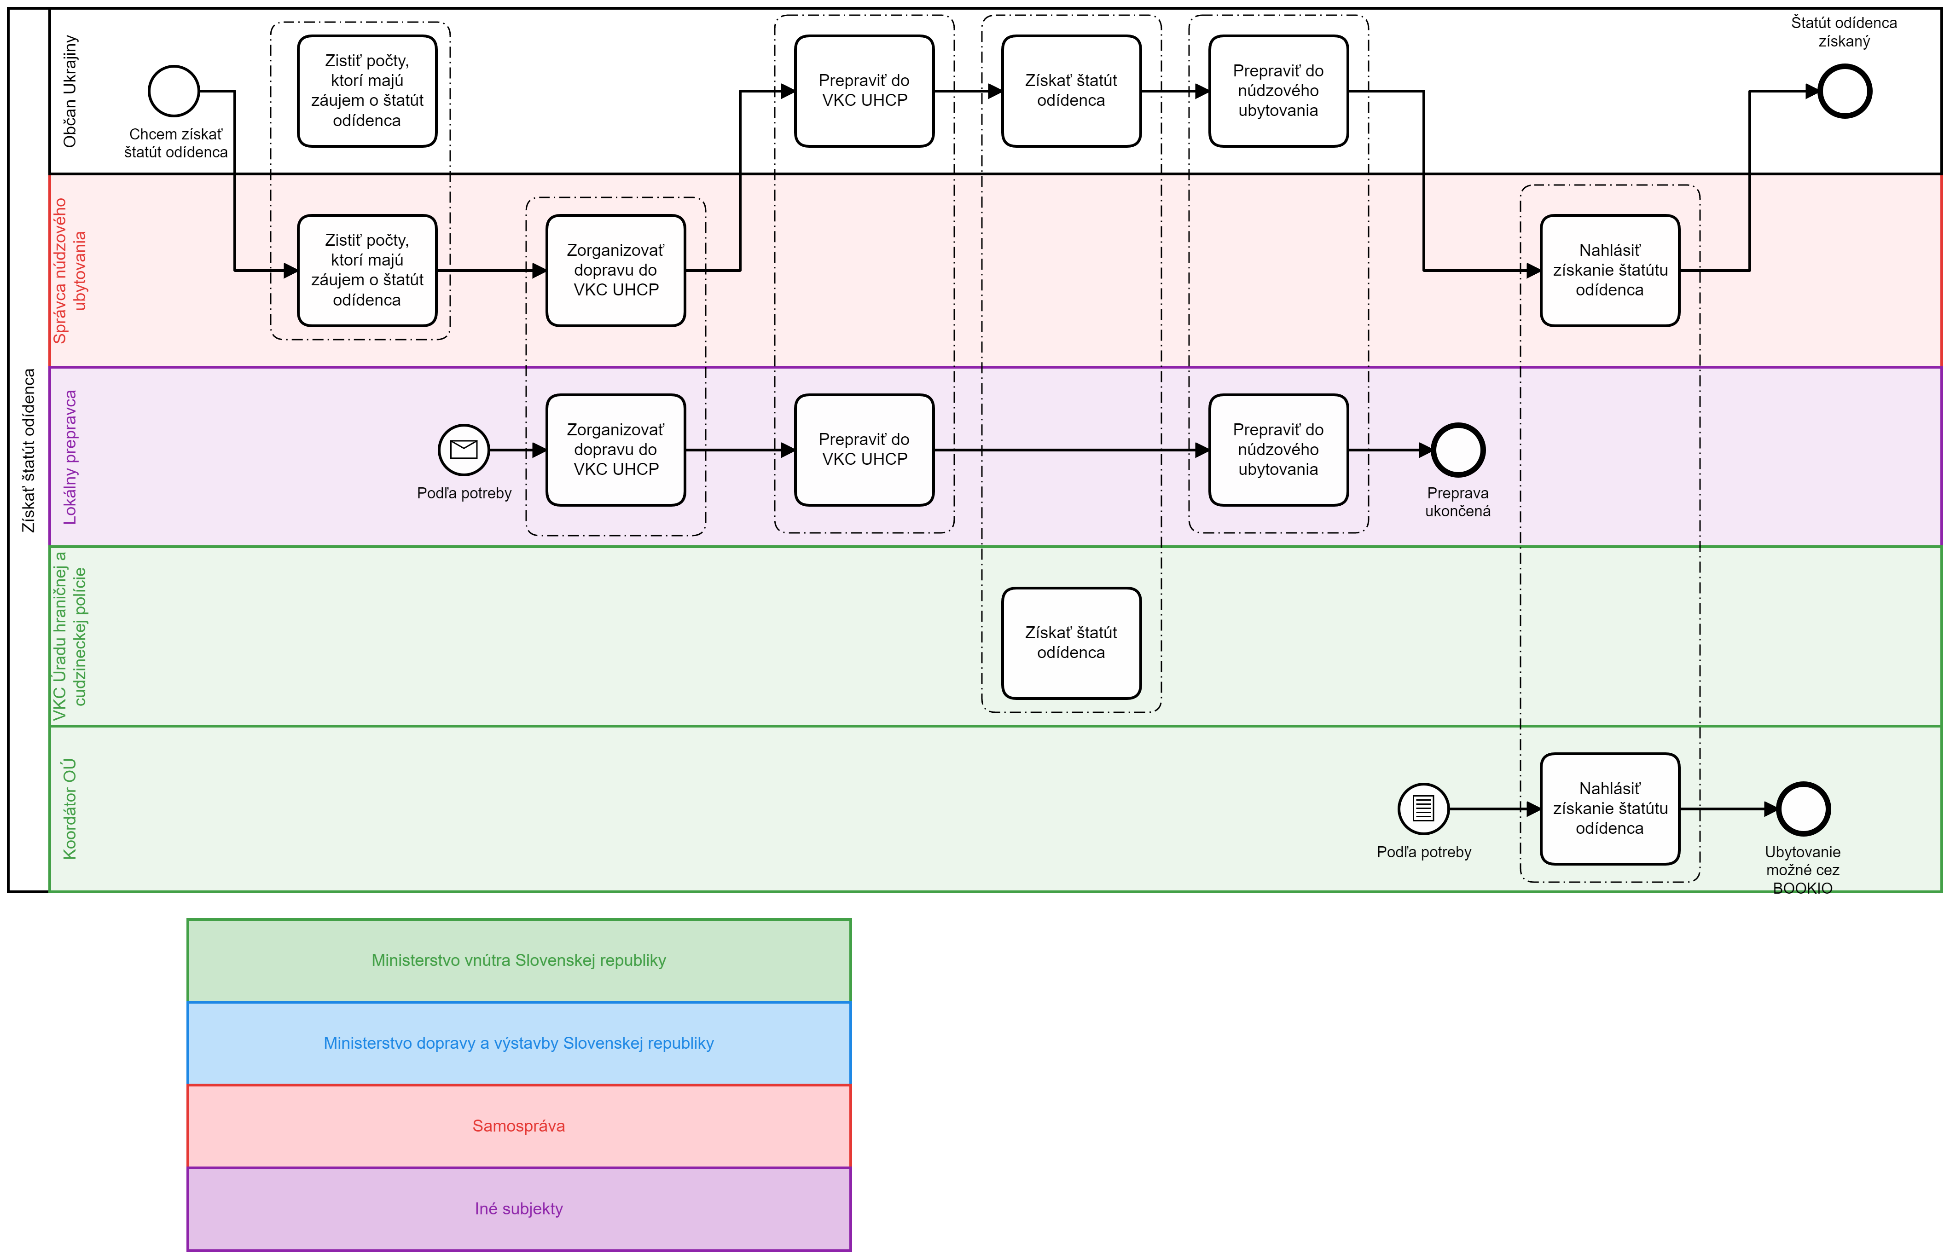 Získať štatút odídenca
Občan Ukrajiny
Chcem získať
štatút odídenca
Zistiť počty,
ktorí majú
záujem o štatút
odídenca
Prepraviť do
VKC UHCP
Získať štatút
odídenca
Prepraviť do
núdzového
ubytovania
Štatút odídenca
získaný
Správca núdzového
ubytovania
Zistiť počty,
ktorí majú
záujem o štatút
odídenca
Zorganizovať
dopravu do
VKC UHCP
Nahlásiť
získanie štatútu
odídenca
Lokálny prepravca
Podľa potreby
Zorganizovať
dopravu do
VKC UHCP
Prepraviť do
VKC UHCP
Prepraviť do
núdzového
ubytovania
Preprava
ukončená
VKC Úradu hraničnej a
cudzineckej polície
Získať štatút
odídenca
Koordátor OÚ
Podľa potreby
Nahlásiť
získanie štatútu
odídenca
Ubytovanie
možné cez
BOOKIO
Ministerstvo vnútra Slovenskej republiky
Ministerstvo dopravy a výstavby Slovenskej republiky
Samospráva
Iné subjekty